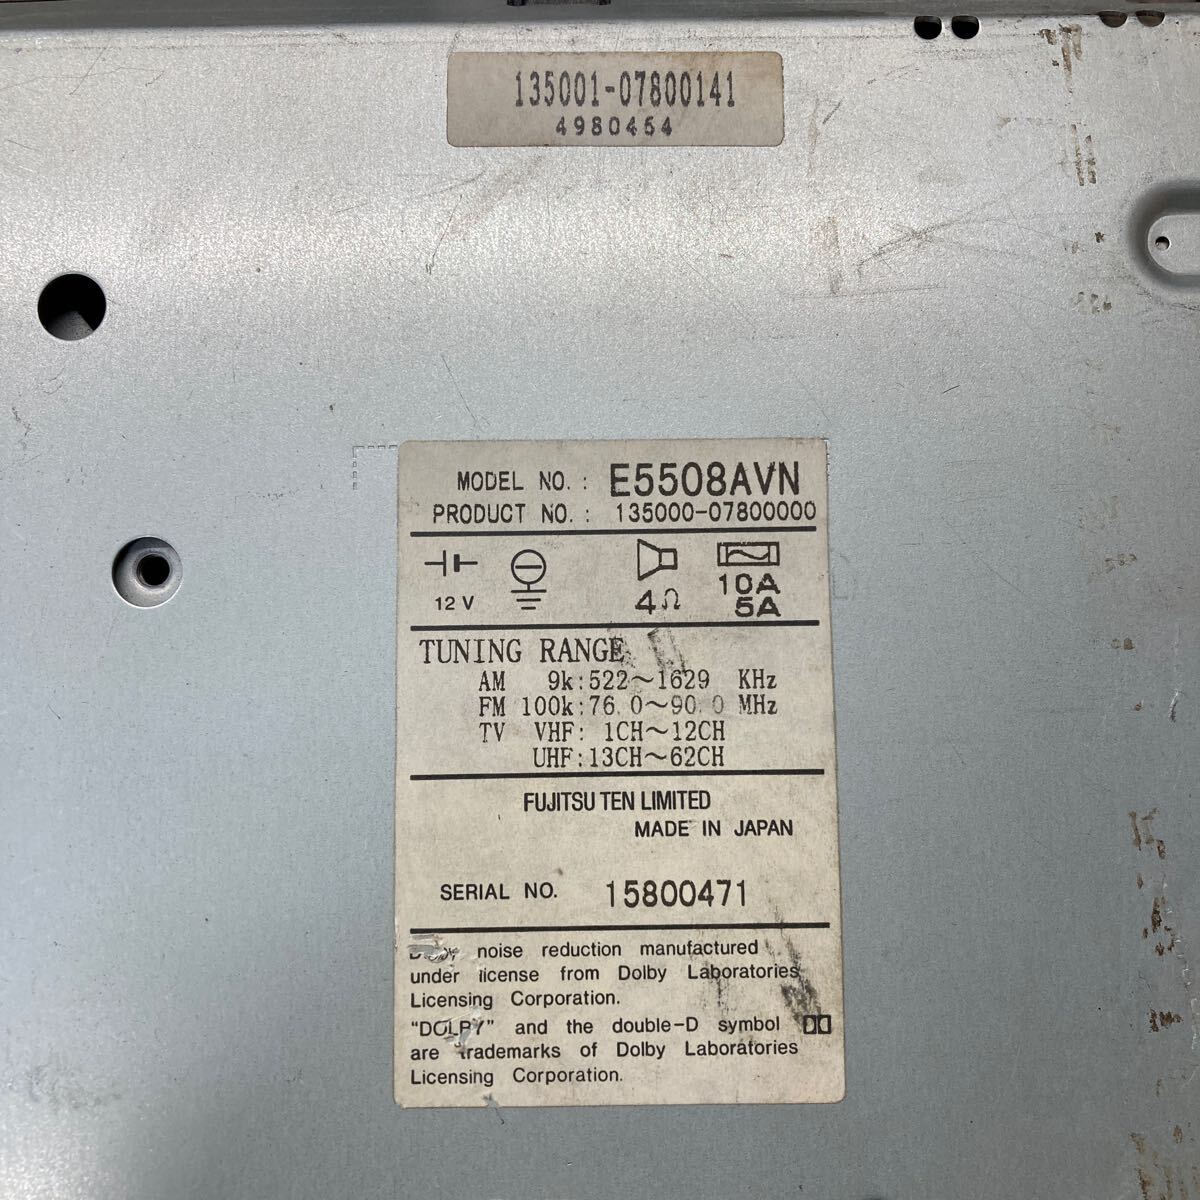 135001-07800141
4980464
MODEL NO. : E5508AVN
PRODUCT NO. : 135000-07800000
12 V
4Ω
10A
5A
TUNING RANGE
AM 9k:522~1629 KHz
FM 100k:76.0~90.0 MHz
TV VHF: 1CH~12CH
UHF:13CH~62CH
FUJITSU TEN LIMITED
MADE IN JAPAN
SERIAL NO. 15800471
Dolby noise reduction manufactured
under license from Dolby Laboratories
Licensing Corporation.
"DOLBY" and the double-D symbol
are trademarks of Dolby Laboratories
Licensing Corporation.